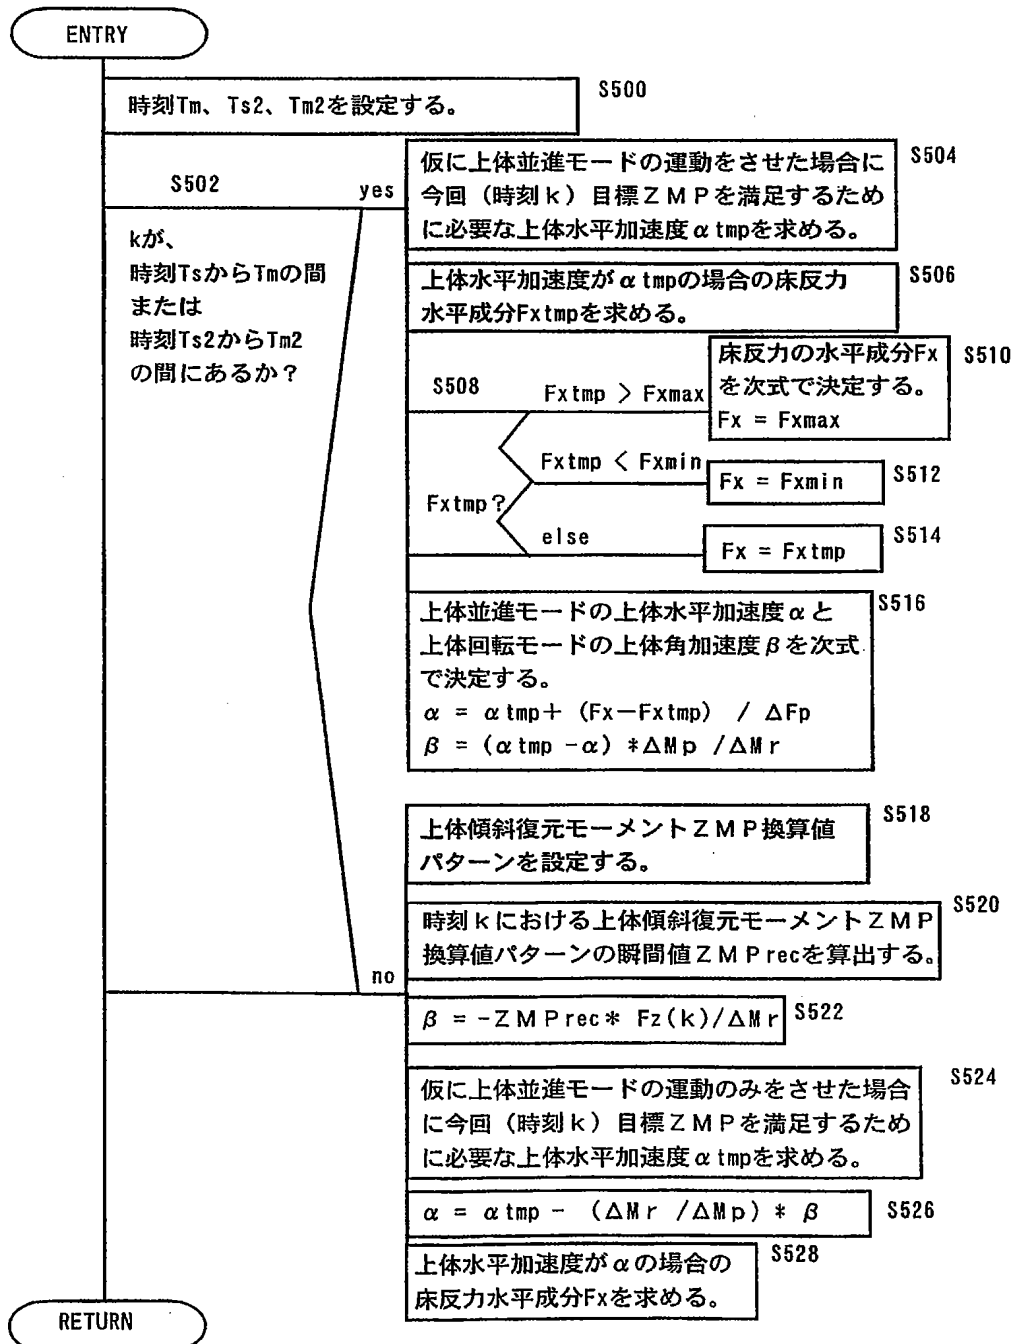 ENTRY
時刻Tm、Ts2、Tm2を設定する。
S500
S502
yes
kが、
時刻TsからTmの間
または
時刻Ts2からTm2
の間にあるか？
仮に上体並進モードの運動をさせた場合に
今回（時刻ｋ）目標ＺＭＰを満足するため
に必要な上体水平加速度αtmpを求める。
S504
上体水平加速度がαtmpの場合の床反力
水平成分Fxtmpを求める。
S506
S508
Fxtmp？
Fxtmp > Fxmax
床反力の水平成分Fx
を次式で決定する。
Fx = Fxmax
S510
Fxtmp < Fxmin
Fx = Fxmin
S512
else
Fx = Fxtmp
S514
上体並進モードの上体水平加速度αと
上体回転モードの上体角加速度βを次式
で決定する。
α = αtmp+ (Fx-Fxtmp) / ΔFp
β = (αtmp -α) *ΔMp /ΔMr
S516
上体傾斜復元モーメントＺＭＰ換算値
パターンを設定する。
S518
時刻ｋにおける上体傾斜復元モーメントＺＭＰ
換算値パターンの瞬間値ＺＭＰrecを算出する。
S520
no
β = -ＺＭＰrec* Fz(k)/ΔMr
S522
仮に上体並進モードの運動のみをさせた場合
に今回（時刻ｋ）目標ＺＭＰを満足するため
に必要な上体水平加速度αtmpを求める。
S524
α = αtmp - (ΔMr /ΔMp) * β
S526
上体水平加速度がαの場合の
床反力水平成分Fxを求める。
S528
RETURN